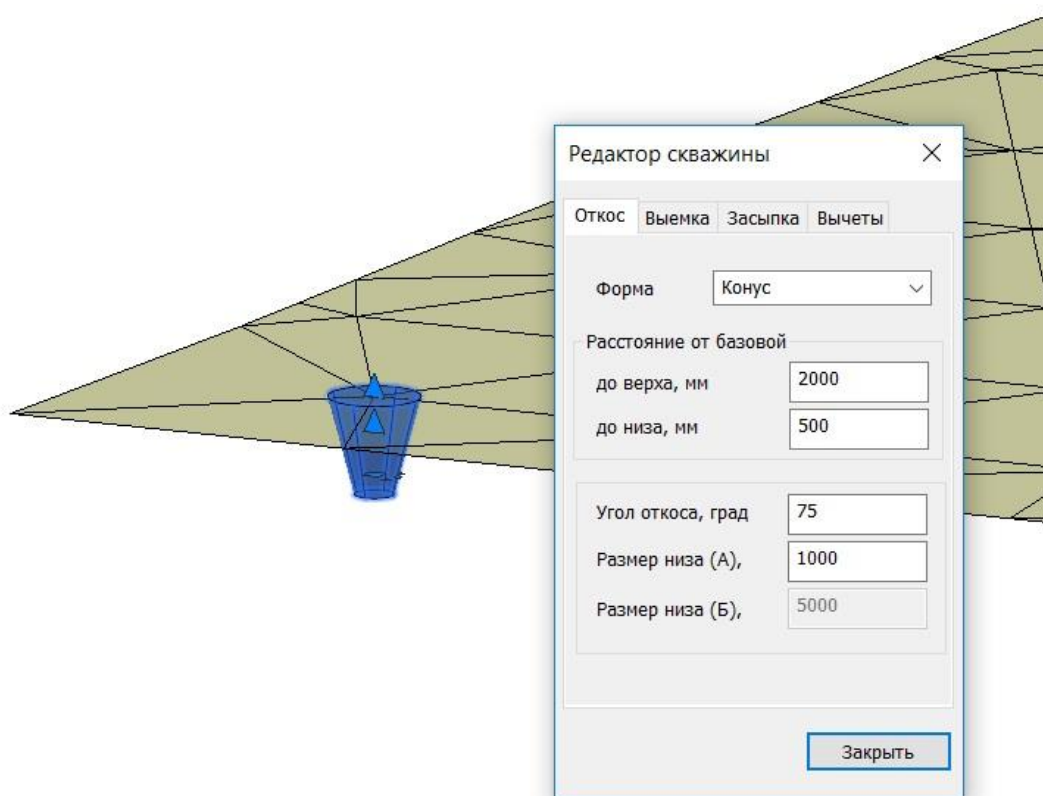 Редактор скважины
Откос Выемка Засыпка Вычеты
Форма Конус
Расстояние от базовой
до верха, мм 2000
до низа, мм 500
Угол откоса, град 75
Размер низа (А), 1000
Размер низа (Б), 5000
Закрыть